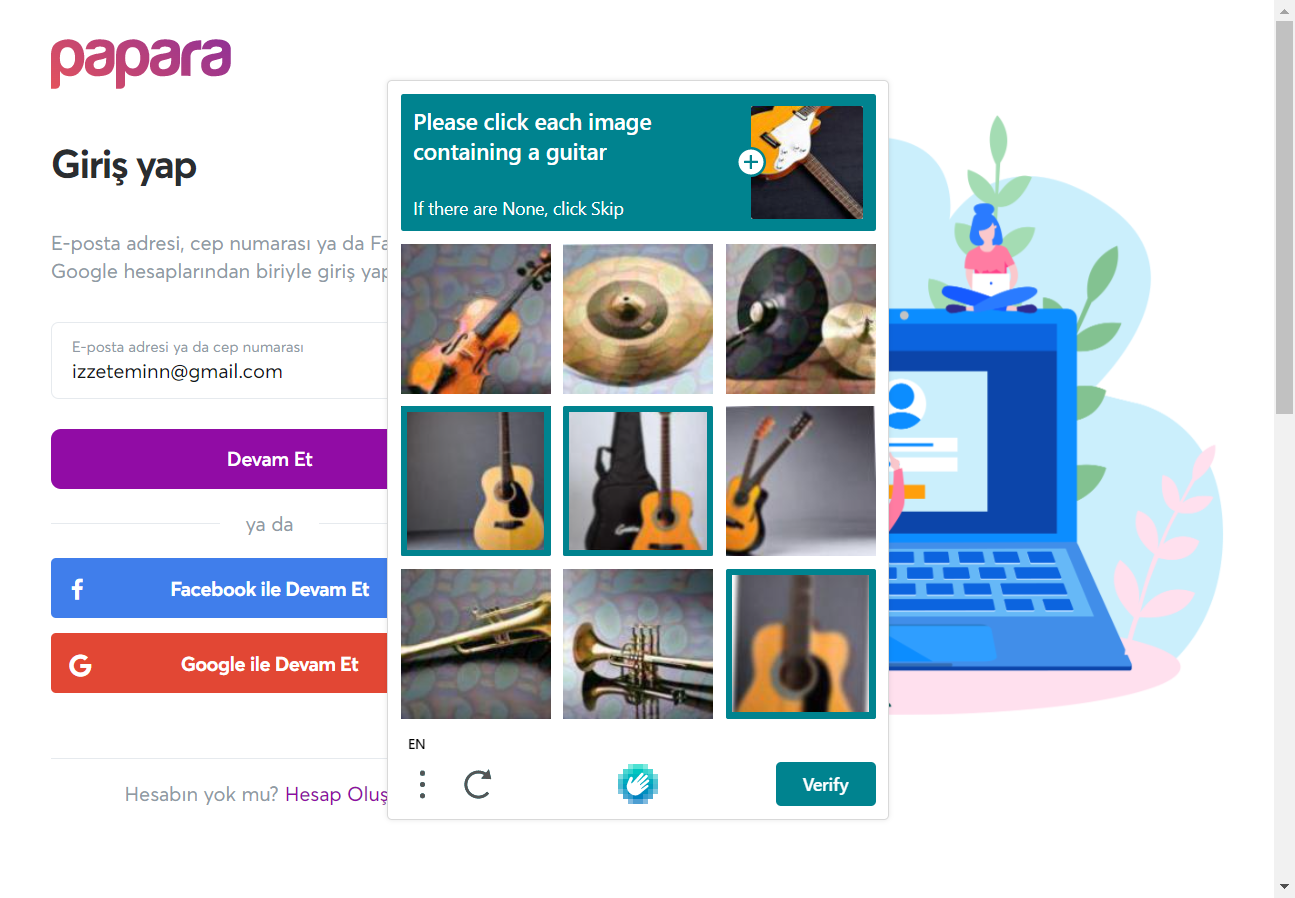 papara
Giriş yap
E-posta adresi, cep numarası ya da Fa
Google hesaplarından biriyle giriş yap
E-posta adresi ya da cep numarası
izzeteminn@gmail.com
Devam Et
ya da
Facebook ile Devam Et
Google ile Devam Et
Hesabın yok mu? Hesap Oluş
Please click each image
containing a guitar
If there are None, click Skip
EN
Verify